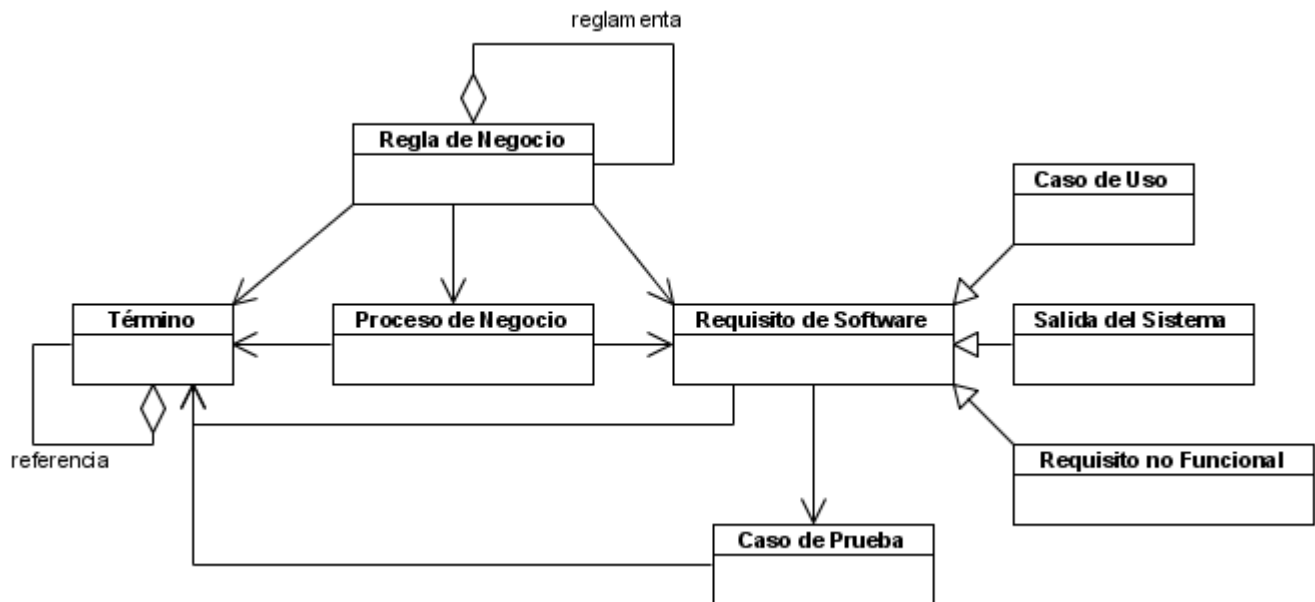 reglamenta
Regla de Negocio
Caso de Uso
Término
Proceso de Negocio
Requisito de Software
Salida del Sistema
referencia
Requisito no Funcional
Caso de Prueba